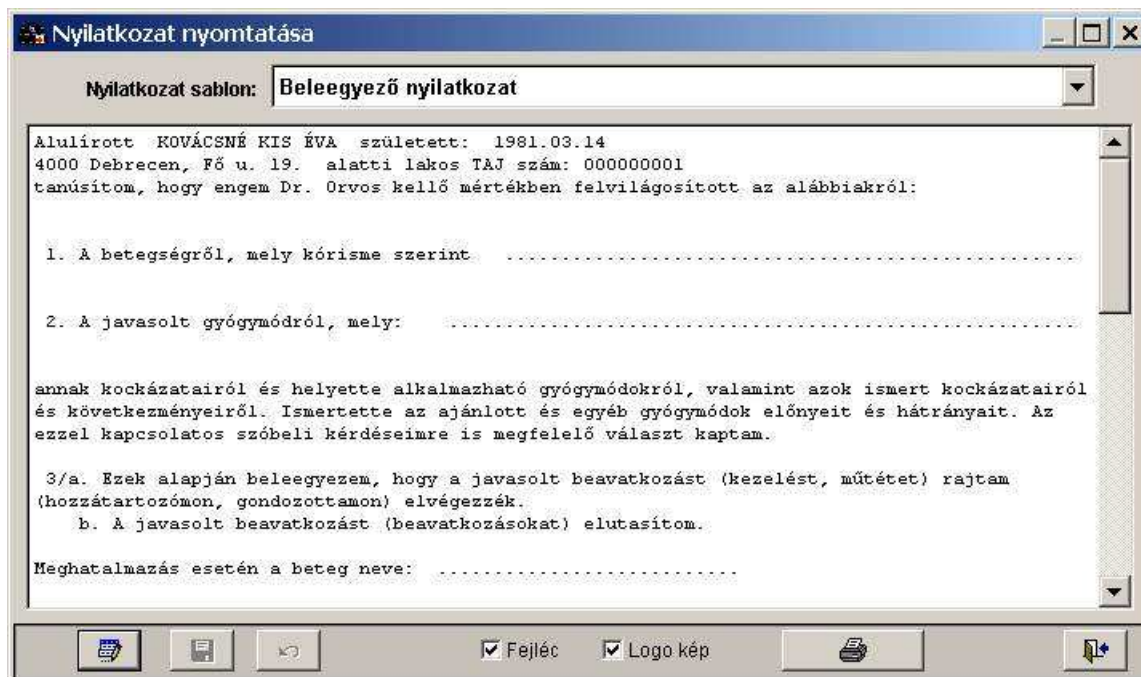 Nyilatkozat nyomtatása
Nyilatkozat sablon: Beleegyező nyilatkozat
Alulírott KOVÁCSNÉ KIS ÉVA született: 1981.03.14
4000 Debrecen, Fő u. 19. alatti lakos TAJ szám: 000000001
tanúsítom, hogy engem Dr. Orvos kellő mértékben felvilágosított az alábbiakról:
1. A betegségről, mely kórisme szerint ..................................................
2. A javasolt gyógymódról, mely: .......................................................
annak kockázatairól és helyette alkalmazható gyógymódokról, valamint azok ismert kockázatairól
és következményeiről. Ismertette az ajánlott és egyéb gyógymódok előnyeit és hátrányait. Az
ezzel kapcsolatos szóbeli kérdéseimre is megfelelő választ kaptam.
3/a. Ezek alapján beleegyezem, hogy a javasolt beavatkozást (kezelést, műtétet) rajtam
(hozzátartozómon, gondozottamon) elvégezzék.
b. A javasolt beavatkozást (beavatkozásokat) elutasítom.
Meghatalmazás esetén a beteg neve: ..........................
Fejléc Logo kép